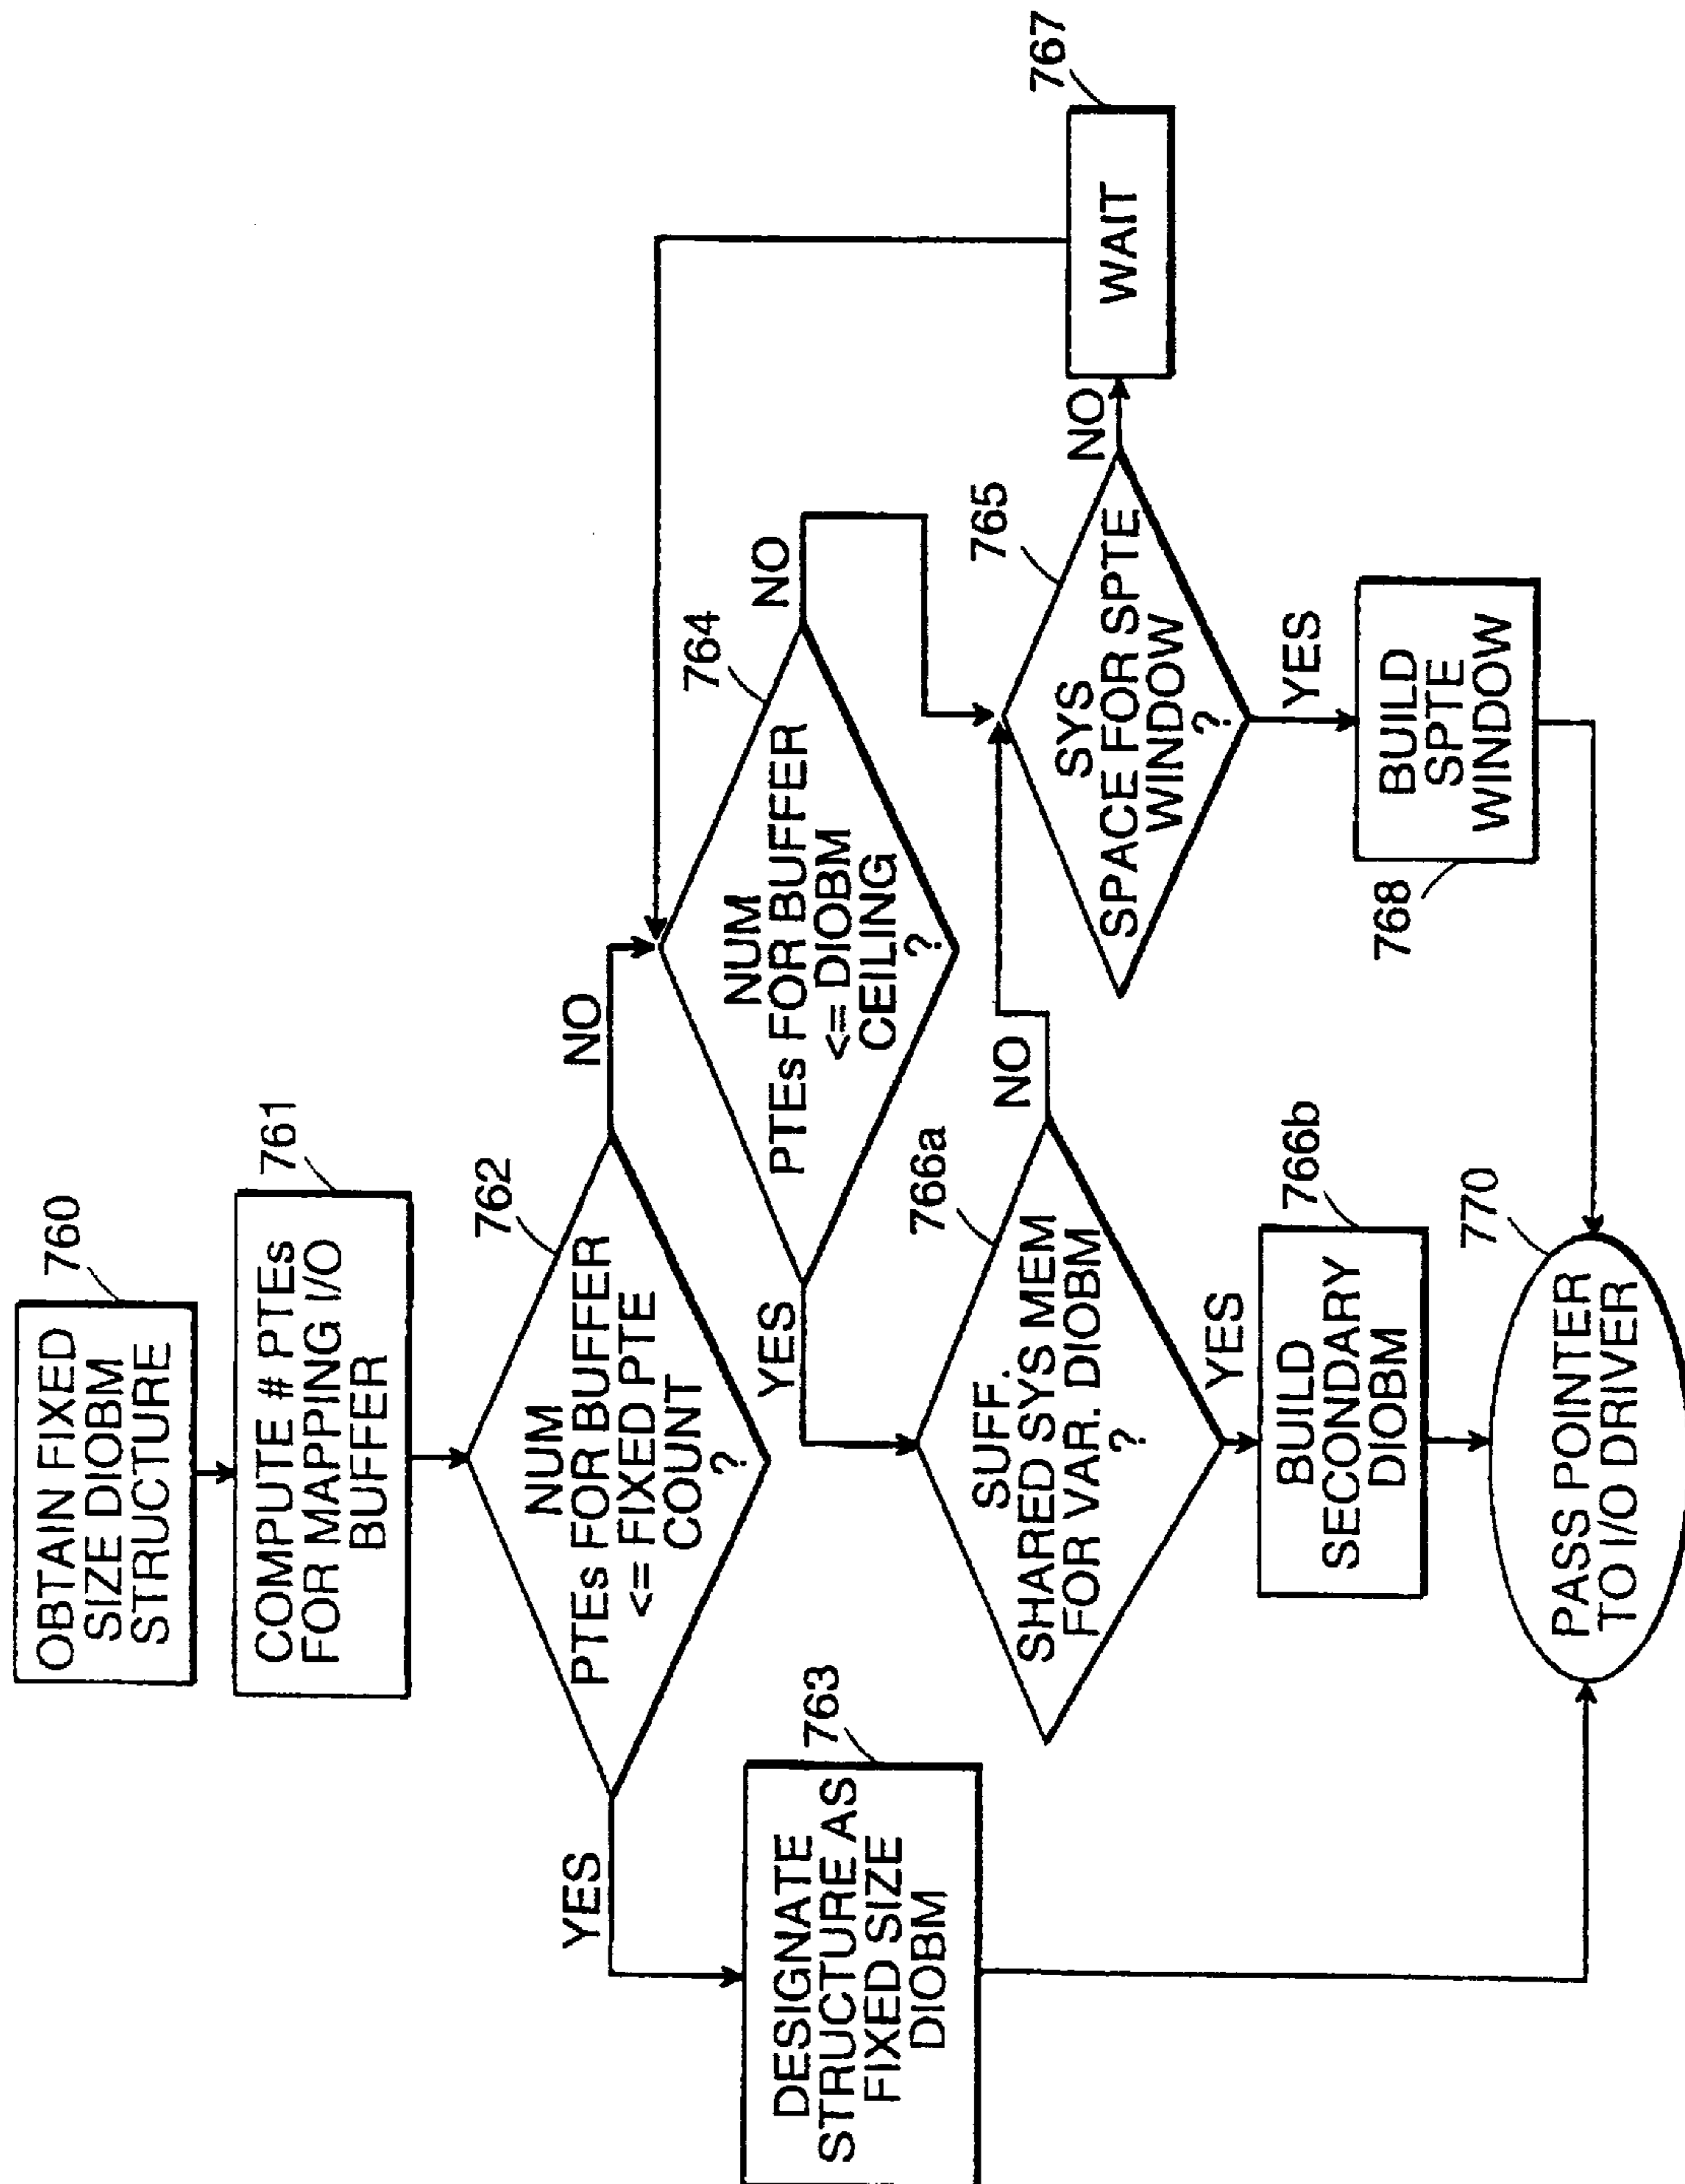 OBTAIN FIXED
SIZE DIOBM
STRUCTURE
760
COMPUTE # PTEs
FOR MAPPING I/O
BUFFER
761
NUM
PTEs FOR BUFFER
<= FIXED PTE
COUNT
?
762
YES
NO
DESIGNATE
STRUCTURE AS
FIXED SIZE
DIOBM
763
NUM
PTEs FOR BUFFER
<= DIOBM
CEILING
?
764
YES
NO
SUFF.
SHARED SYS MEM
FOR VAR. DIOBM
?
766a
NO
YES
SYS
SPACE FOR SPTE
WINDOW
?
765
NO
YES
WAIT
767
BUILD
SECONDARY
DIOBM
766b
BUILD
SPTE
WINDOW
768
PASS POINTER
TO I/O DRIVER
770